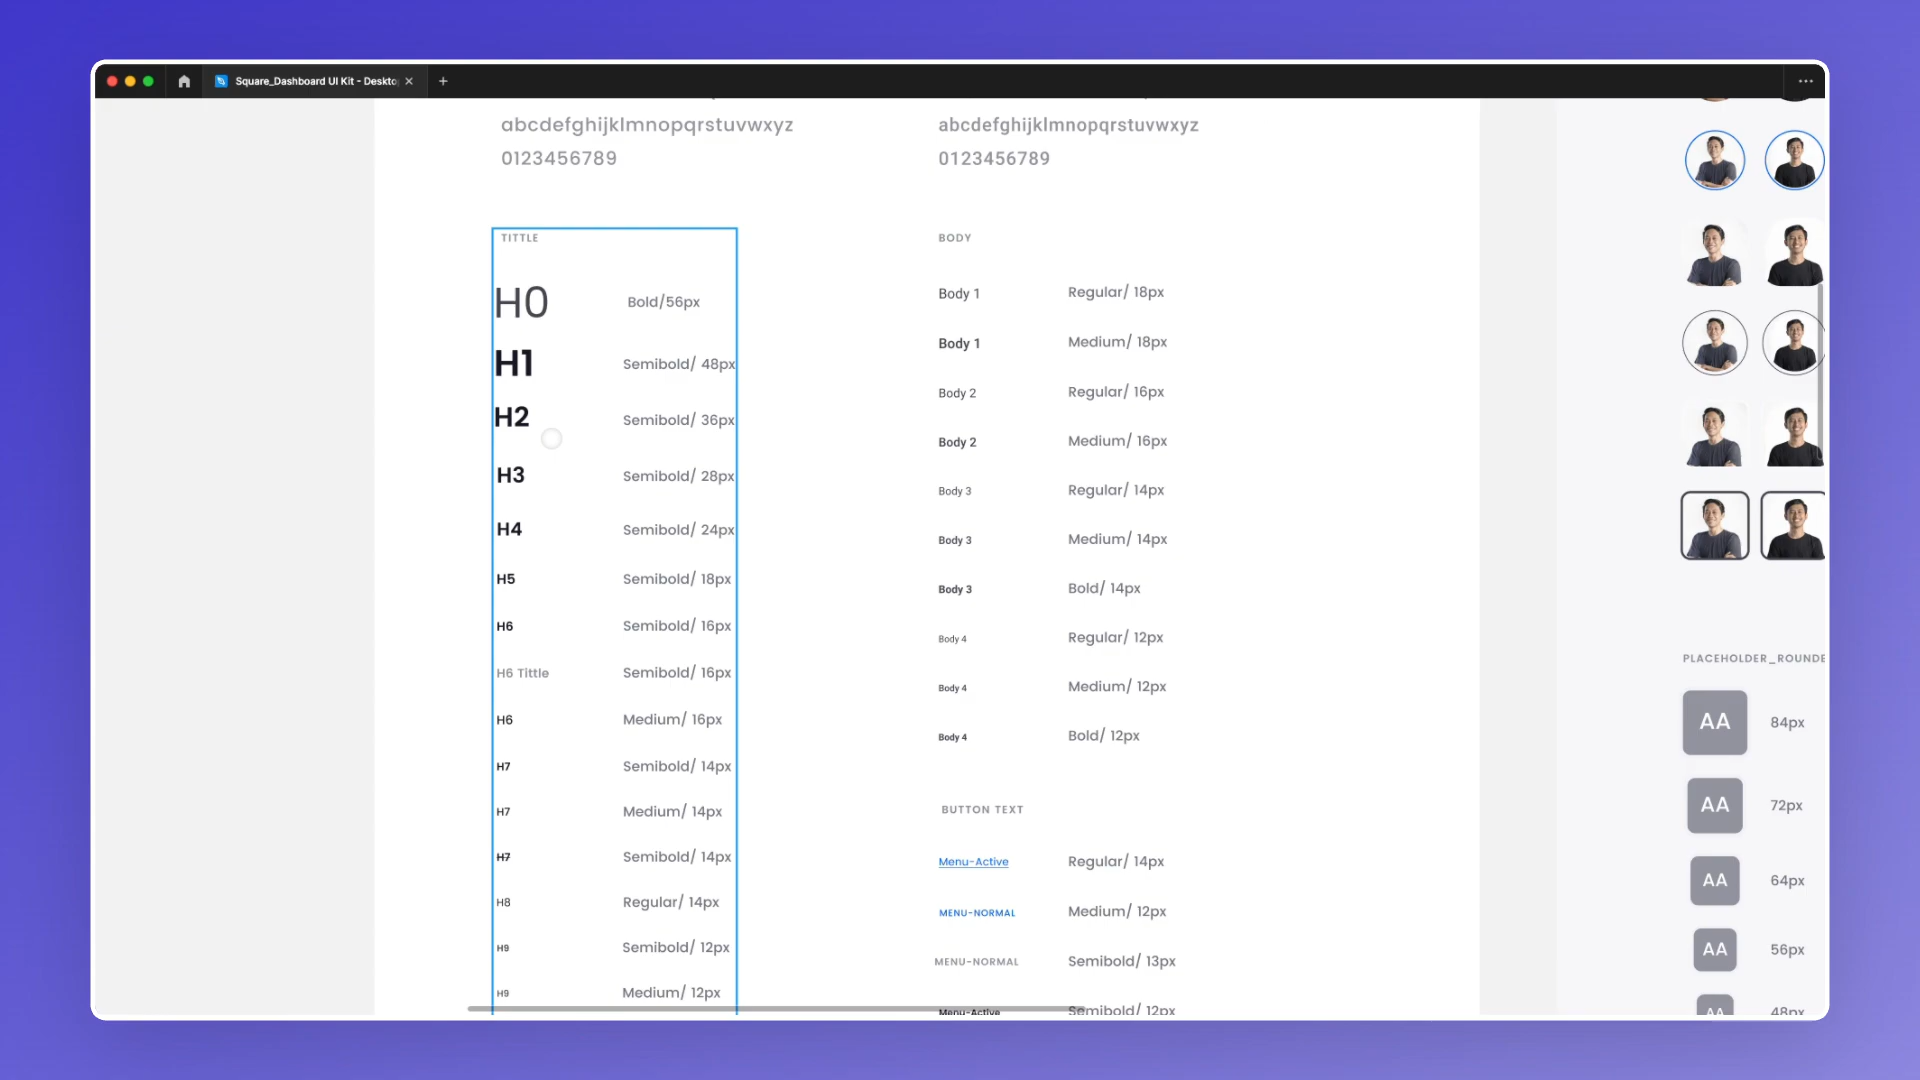 Square_Dashboard UI Kit - Deskto
abcdefghijklmnopqrstuvwxyz
0123456789
TITTLE
H0 Bold/56px
H1 Semibold/ 48px
H2 Semibold/ 36px
H3 Semibold/ 28px
H4 Semibold/ 24px
H5 Semibold/ 18px
H6 Semibold/ 16px
H6 Tittle Semibold/ 16px
H6 Medium/ 16px
H7 Semibold/ 14px
H7 Medium/ 14px
H7 Semibold/ 14px
H8 Regular/ 14px
H9 Semibold/ 12px
H9 Medium/ 12px
abcdefghijklmnopqrstuvwxyz
0123456789
BODY
Body 1 Regular/ 18px
Body 1 Medium/ 18px
Body 2 Regular/ 16px
Body 2 Medium/ 16px
Body 3 Regular/ 14px
Body 3 Medium/ 14px
Body 3 Bold/ 14px
Body 4 Regular/ 12px
Body 4 Medium/ 12px
Body 4 Bold/ 12px
BUTTON TEXT
Menu-Active Regular/ 14px
MENU-NORMAL Medium/ 12px
MENU-NORMAL Semibold/ 13px
Menu-Active Semibold/ 12px
PLACEHOLDER_ROUNDE
AA 84px
AA 72px
AA 64px
AA 56px
AA 48px